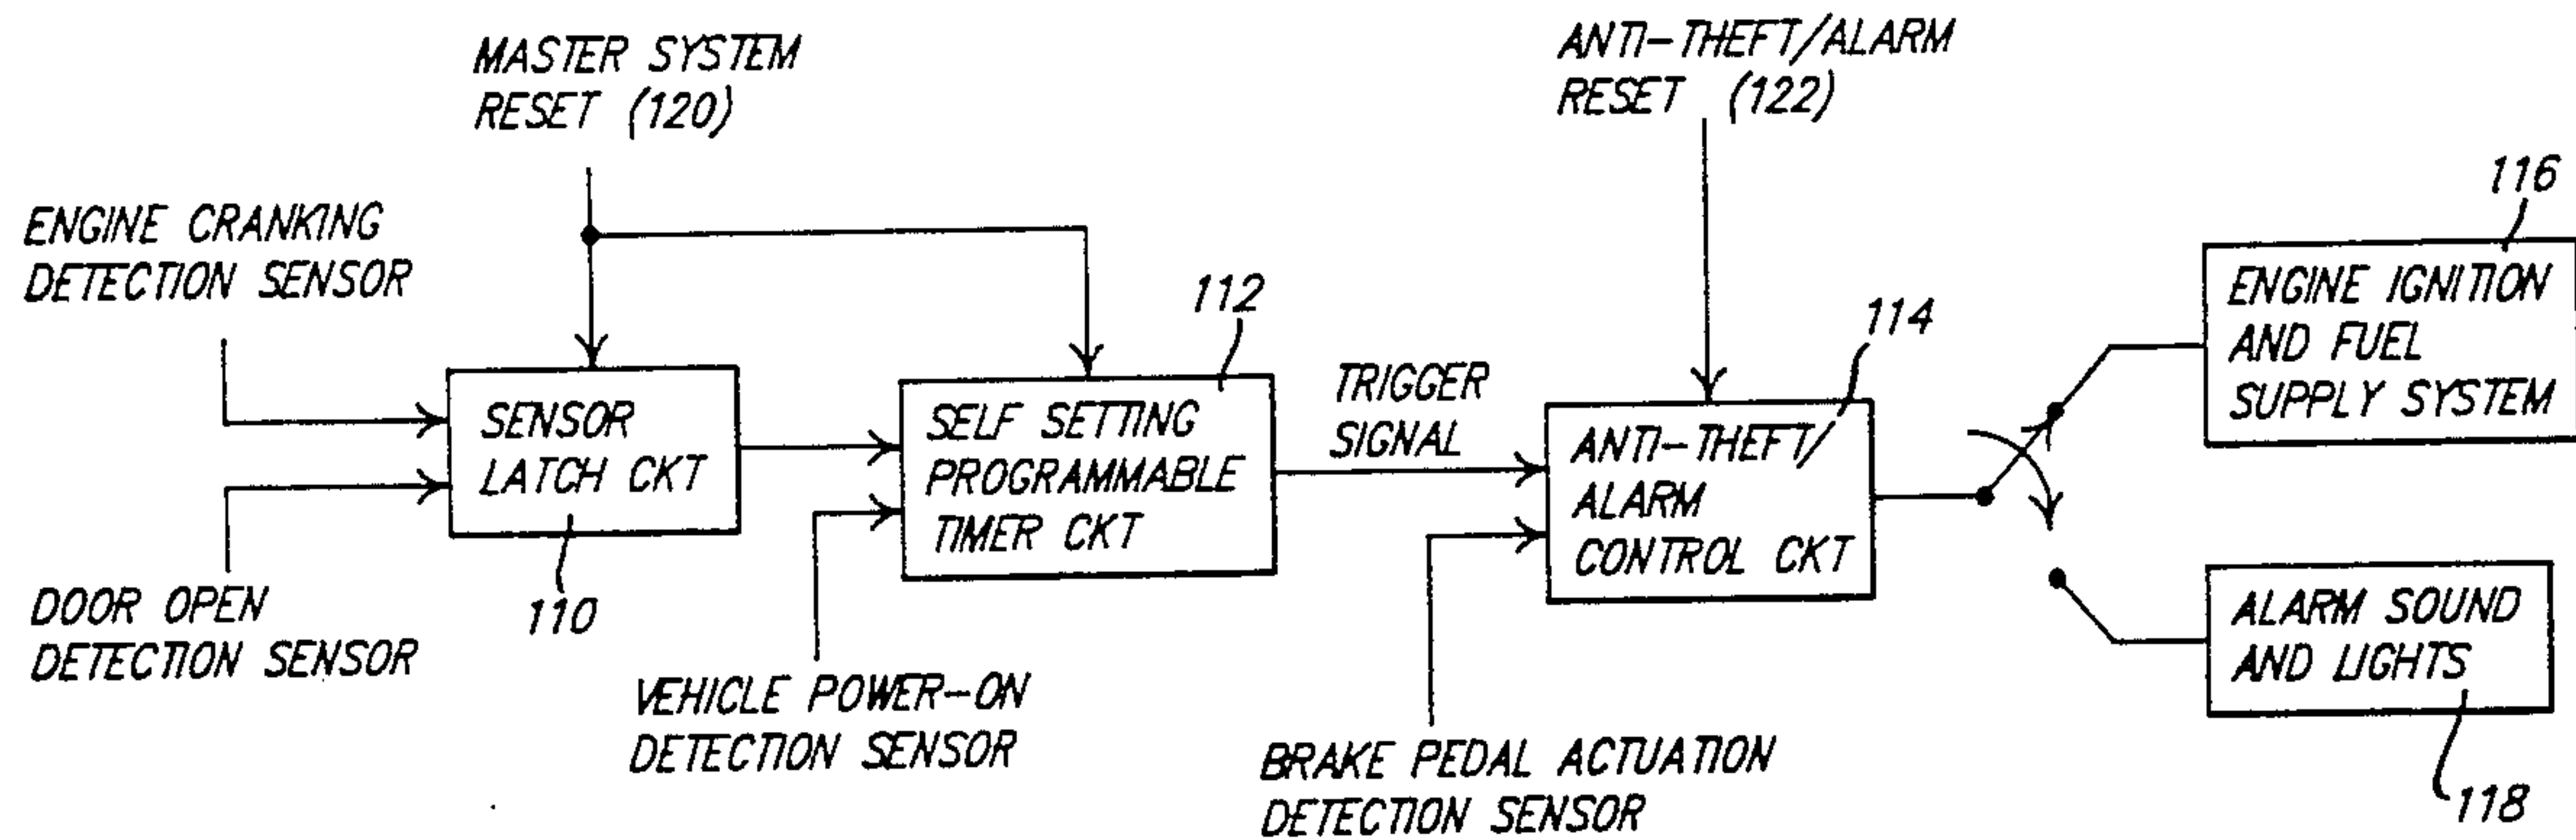 MASTER SYSTEM
RESET (120)
ANTI-THEFT/ALARM
RESET (122)
ENGINE CRANKING
DETECTION SENSOR
116
ENGINE IGNITION
AND FUEL
SUPPLY SYSTEM
112
114
SENSOR
LATCH CKT
110
SELF SETTING
PROGRAMMABLE
TIMER CKT
TRIGGER
SIGNAL
ANTI-THEFT/
ALARM
CONTROL CKT
DOOR OPEN
DETECTION SENSOR
VEHICLE POWER-ON
DETECTION SENSOR
BRAKE PEDAL ACTUATION
DETECTION SENSOR
ALARM SOUND
AND LIGHTS
118